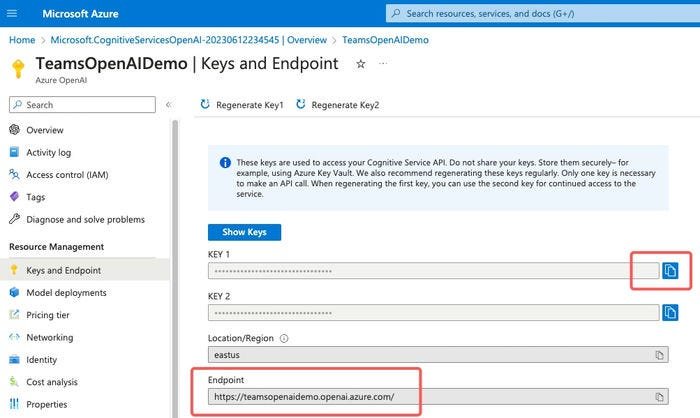 Microsoft Azure
Search resources, services, and docs (G+/)
Home > Microsoft.CognitiveServicesOpenAI-20230612234545 | Overview > TeamsOpenAIDemo
TeamsOpenAIDemo | Keys and Endpoint
Azure OpenAI
Search
Regenerate Key1 Regenerate Key2
Overview
Activity log
Access control (IAM)
Tags
Diagnose and solve problems
Resource Management
Keys and Endpoint
Model deployments
Pricing tier
Networking
Identity
Cost analysis
Properties
These keys are used to access your Cognitive Service API. Do not share your keys. Store them securely– for
example, using Azure Key Vault. We also recommend regenerating these keys regularly. Only one key is necessary
to make an API call. When regenerating the first key, you can use the second key for continued access to the
service.
Show Keys
KEY 1
••••••••••••••••••••••••••••••••
KEY 2
••••••••••••••••••••••••••••••••
Location/Region
eastus
Endpoint
https://teamsopenaidemo.openai.azure.com/